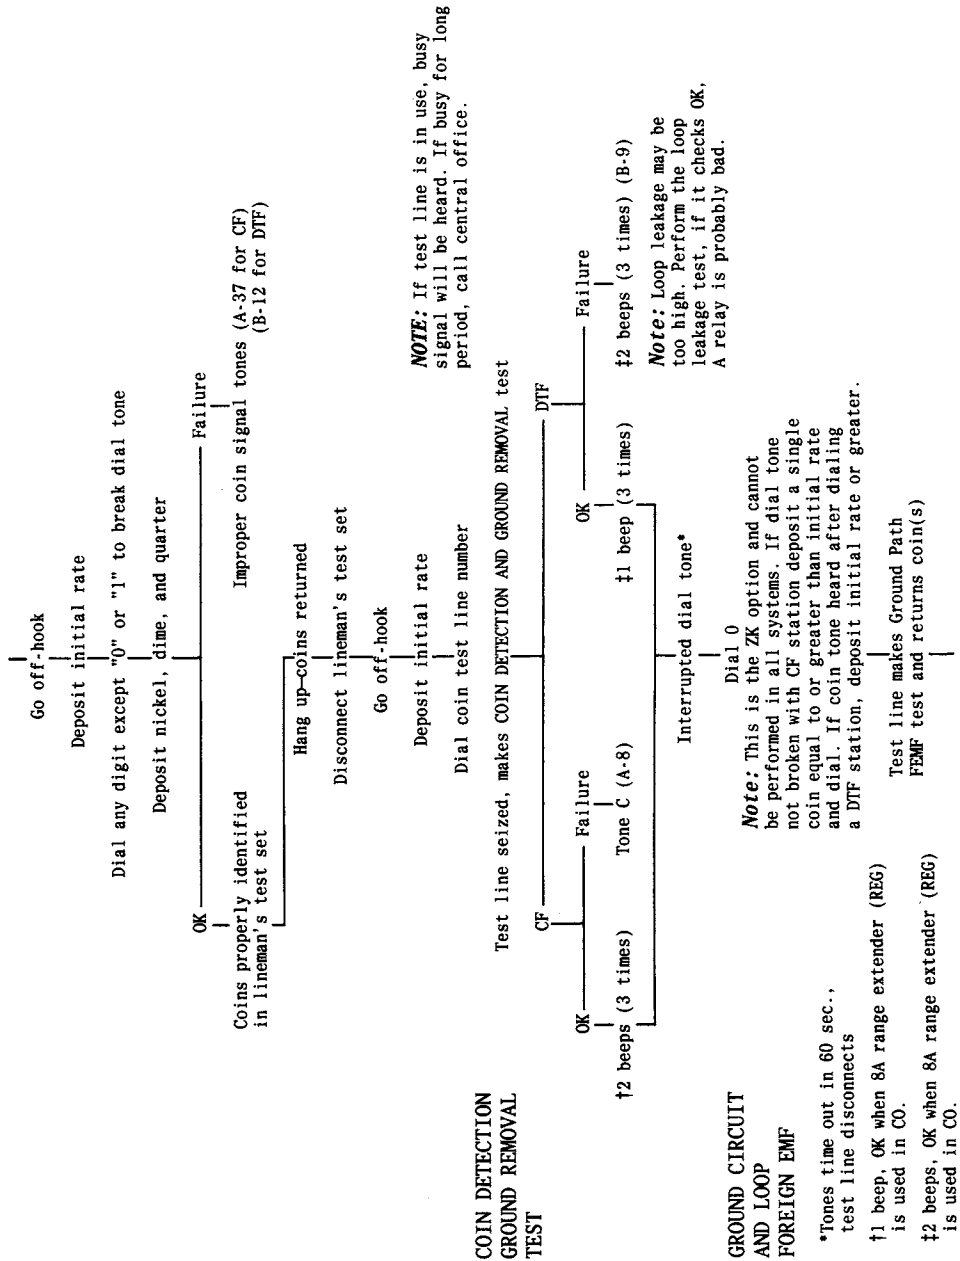 Go off-hook
Deposit initial rate
Dial any digit except "0" or "1" to break dial tone
Deposit nickel, dime, and quarter
OK
Failure
Coins properly identified
in lineman's test set
Improper coin signal tones (A-37 for CF)
(B-12 for DTF)
Hang up—coins returned
Disconnect lineman's test set
Go off-hook
Deposit initial rate
NOTE: If test line is in use, busy
signal will be heard. If busy for long
period, call central office.
Dial coin test line number
COIN DETECTION
GROUND REMOVAL
TEST
Test line seized, makes COIN DETECTION AND GROUND REMOVAL test
CF
DTF
OK
Failure
OK
Failure
†2 beeps (3 times)
Tone C (A-8)
‡1 beep (3 times)
‡2 beeps (3 times) (B-9)
Note: Loop leakage may be
too high. Perform the loop
leakage test, if it checks OK,
A relay is probably bad.
Interrupted dial tone*
GROUND CIRCUIT
AND LOOP
FOREIGN EMF
Dial 0
Note: This is the ZK option and cannot
be performed in all systems. If dial tone
not broken with CF station deposit a single
coin equal to or greater than initial rate
and dial. If coin tone heard after dialing
a DTF station, deposit initial rate or greater.
Test line makes Ground Path
FEMF test and returns coin(s)
*Tones time out in 60 sec.,
test line disconnects
†1 beep, OK when 8A range extender (REG)
is used in CO.
‡2 beeps, OK when 8A range extender (REG)
is used in CO.